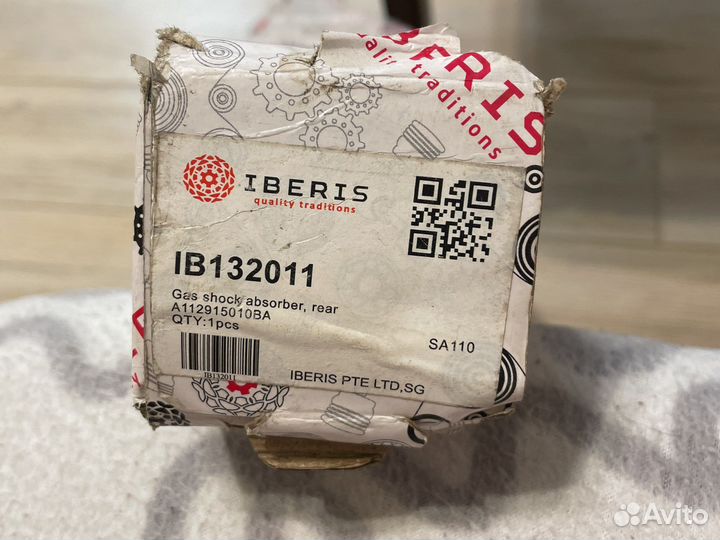 IBERIS
quality traditions
IBERIS
quality traditions
IB132011
Gas shock absorber, rear
A112915010BA
QTY:1pcs
SA110
IB132011
IBERIS PTE LTD,SG
Avito